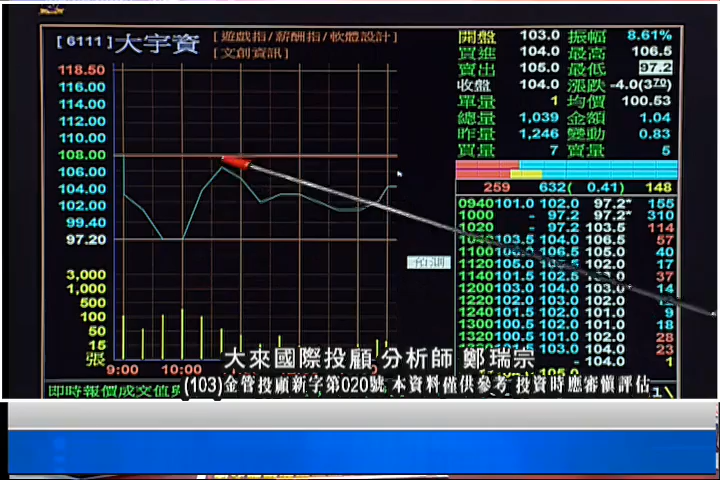 [6111] 大宇資 [遊戲指/薪酬指/軟體設計]
[文創資訊]
開盤 103.0 振幅 8.61%
買進 104.0 最高 106.5
賣出 105.0 最低 97.2
收盤 104.0 漲跌 -4.0(3.70)
單量 1 均價 100.53
總量 1,039 金額 1.04
昨量 1,246 變動 0.83
買量 7 賣量 5
259 632( 0.41) 148
118.50
116.00
114.00
112.00
110.00
108.00
106.00
104.00
102.00
99.40
97.20
3,000
1,000
500
100
50
15
張
9:00 10:00
0940 101.0 102.0 97.2* 155
1000 - 97.2 97.2* 310
1020 - 97.2 103.5 114
103.5 104.0 106.5 57
1100 106.5 105.0 40
1120 105.0 102.0 17
1140 101.5 102.5 37
1200 103.0 104.0 14
1220 102.0 103.0 12
1240 101.5 102.0 101.0 9
1300 100.5 102.0 101.0 18
1320 100.5 101.5 102.0 28
103.0 104.0 23
- 104.0 1
105.0
大來國際投顧 分析師 鄭瑞宗
(103)金管投顧新字第020號 本資料僅供參考 投資時應審慎評估
即時報價成交值